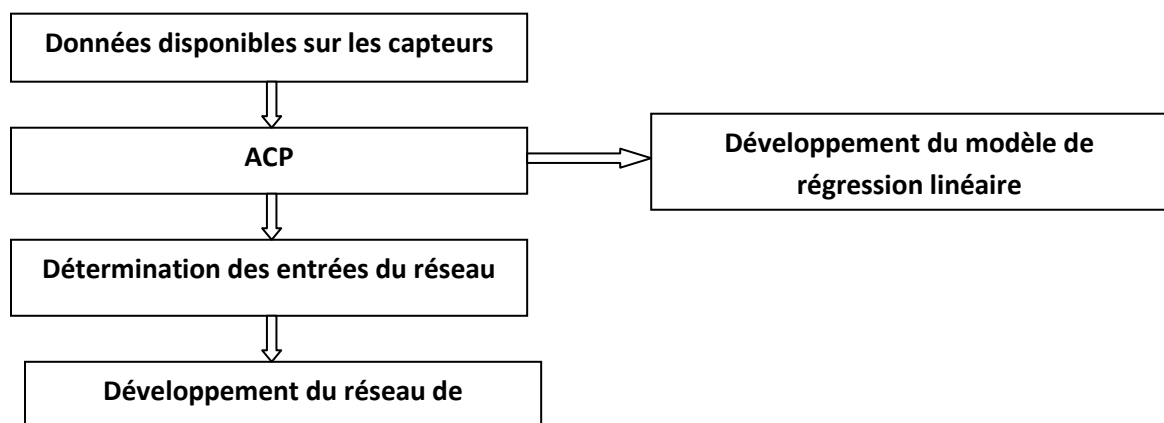 Données disponibles sur les capteurs
ACP
Développement du modèle de
régression linéaire
Détermination des entrées du réseau
Développement du réseau de